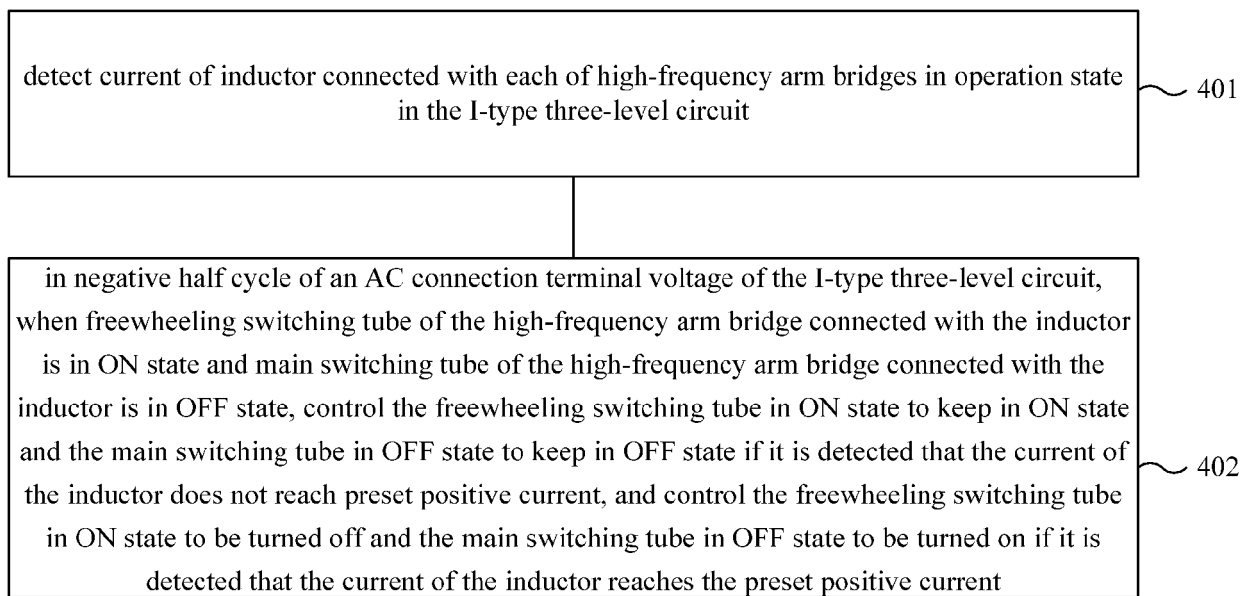 detect current of inductor connected with each of high-frequency arm bridges in operation state
in the I-type three-level circuit
401
in negative half cycle of an AC connection terminal voltage of the I-type three-level circuit,
when freewheeling switching tube of the high-frequency arm bridge connected with the inductor
is in ON state and main switching tube of the high-frequency arm bridge connected with the
inductor is in OFF state, control the freewheeling switching tube in ON state to keep in ON state
and the main switching tube in OFF state to keep in OFF state if it is detected that the current of
the inductor does not reach preset positive current, and control the freewheeling switching tube
in ON state to be turned off and the main switching tube in OFF state to be turned on if it is
detected that the current of the inductor reaches the preset positive current
402